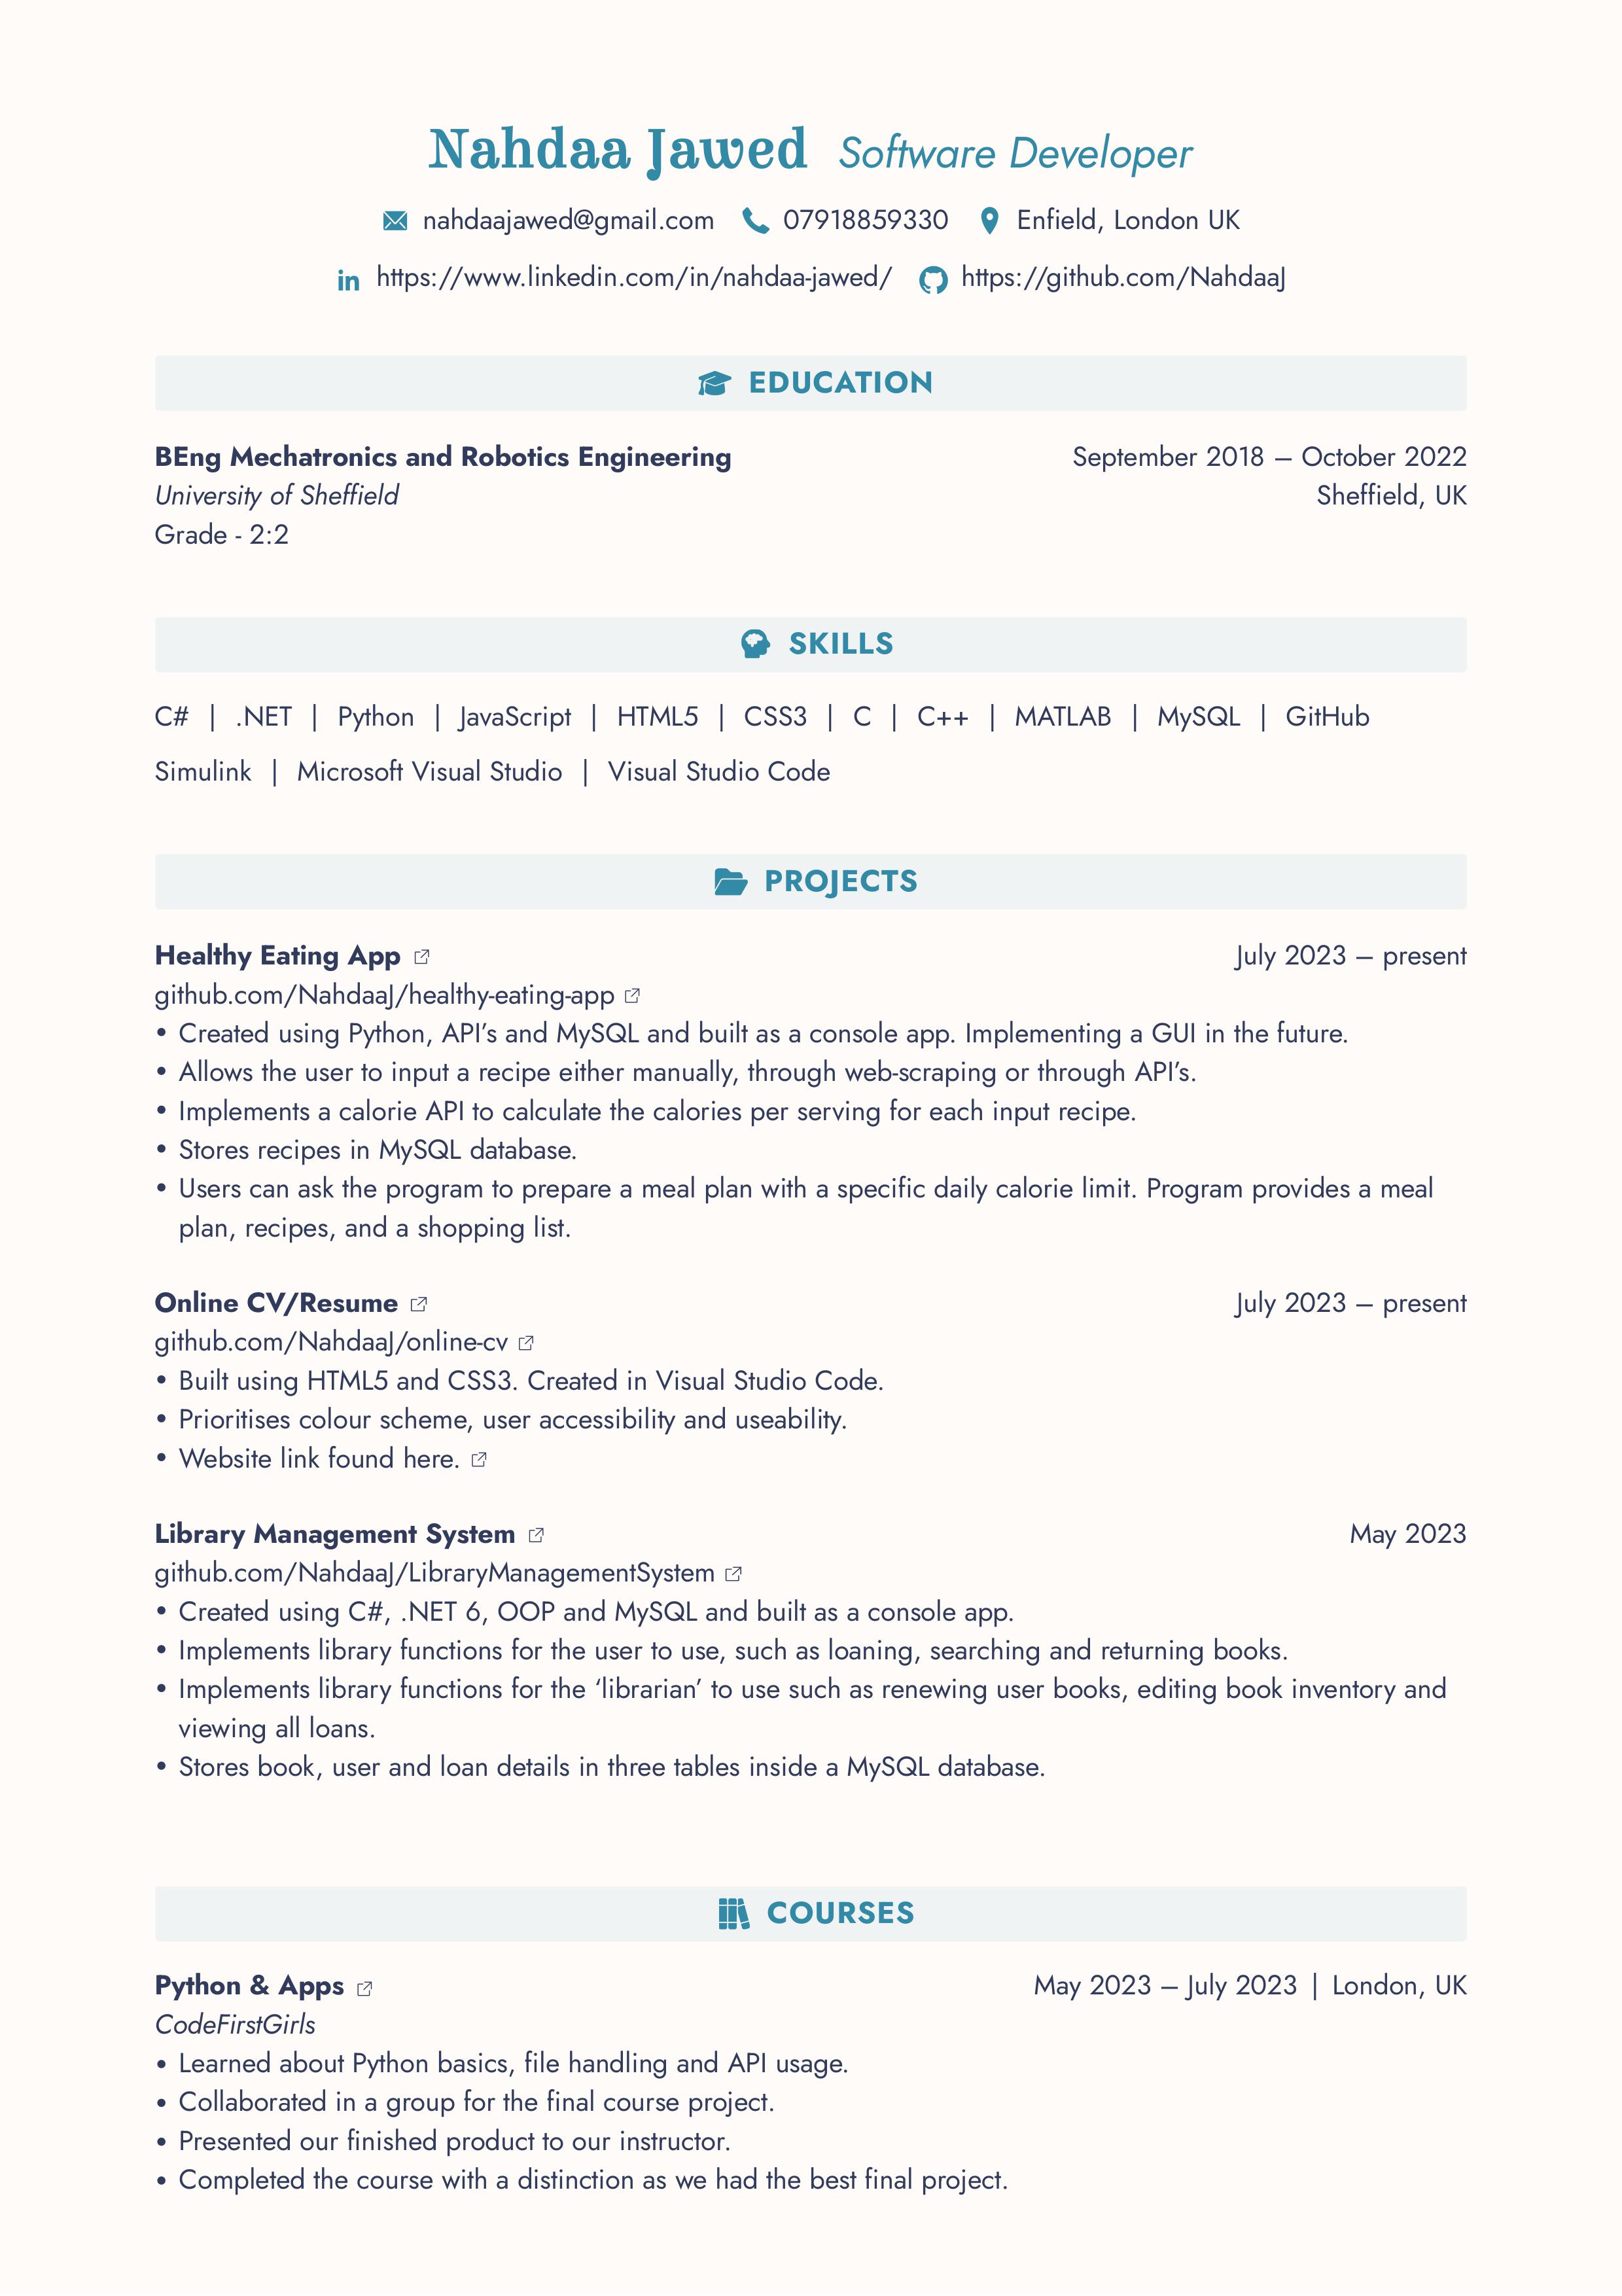 Nahdaa Jawed Software Developer
nahdaajawed@gmail.com 07918859330 Enfield, London UK
https://www.linkedin.com/in/nahdaa-jawed/ https://github.com/NahdaaJ
EDUCATION
BEng Mechatronics and Robotics Engineering September 2018 – October 2022
University of Sheffield Sheffield, UK
Grade - 2:2
SKILLS
C# | .NET | Python | JavaScript | HTML5 | CSS3 | C | C++ | MATLAB | MySQL | GitHub
Simulink | Microsoft Visual Studio | Visual Studio Code
PROJECTS
Healthy Eating App July 2023 – present
github.com/NahdaaJ/healthy-eating-app
• Created using Python, API’s and MySQL and built as a console app. Implementing a GUI in the future.
• Allows the user to input a recipe either manually, through web-scraping or through API’s.
• Implements a calorie API to calculate the calories per serving for each input recipe.
• Stores recipes in MySQL database.
• Users can ask the program to prepare a meal plan with a specific daily calorie limit. Program provides a meal
plan, recipes, and a shopping list.
Online CV/Resume July 2023 – present
github.com/NahdaaJ/online-cv
• Built using HTML5 and CSS3. Created in Visual Studio Code.
• Prioritises colour scheme, user accessibility and useability.
• Website link found here.
Library Management System May 2023
github.com/NahdaaJ/LibraryManagementSystem
• Created using C#, .NET 6, OOP and MySQL and built as a console app.
• Implements library functions for the user to use, such as loaning, searching and returning books.
• Implements library functions for the ‘librarian’ to use such as renewing user books, editing book inventory and
viewing all loans.
• Stores book, user and loan details in three tables inside a MySQL database.
COURSES
Python & Apps May 2023 – July 2023 | London, UK
CodeFirstGirls
• Learned about Python basics, file handling and API usage.
• Collaborated in a group for the final course project.
• Presented our finished product to our instructor.
• Completed the course with a distinction as we had the best final project.